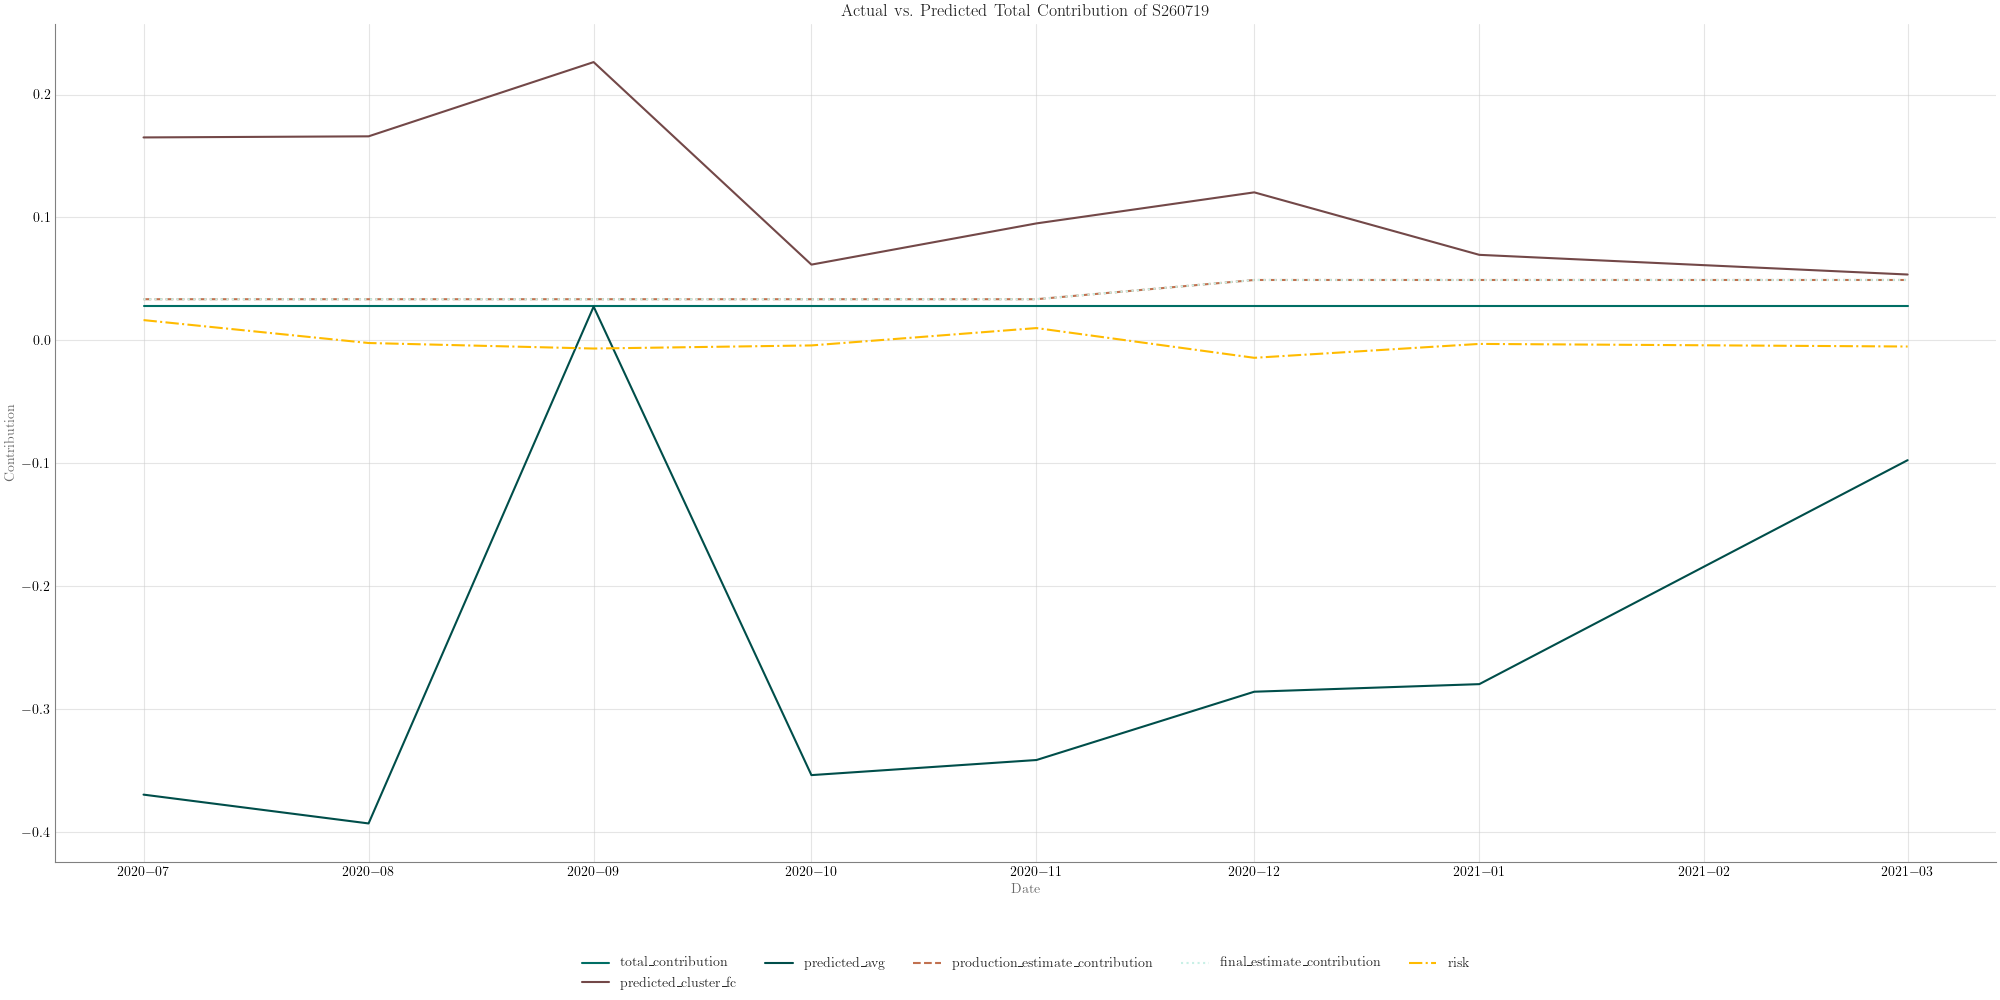 Actual vs. Predicted Total Contribution of S260719
0.2
0.1
0.0
−0.1
−0.2
−0.3
−0.4
Contribution
2020−07 2020−08 2020−09 2020−10 2020−11 2020−12 2021−01 2021−02 2021−03
Date
total_contribution predicted_avg production_estimate_contribution final_estimate_contribution risk
predicted_cluster_fc